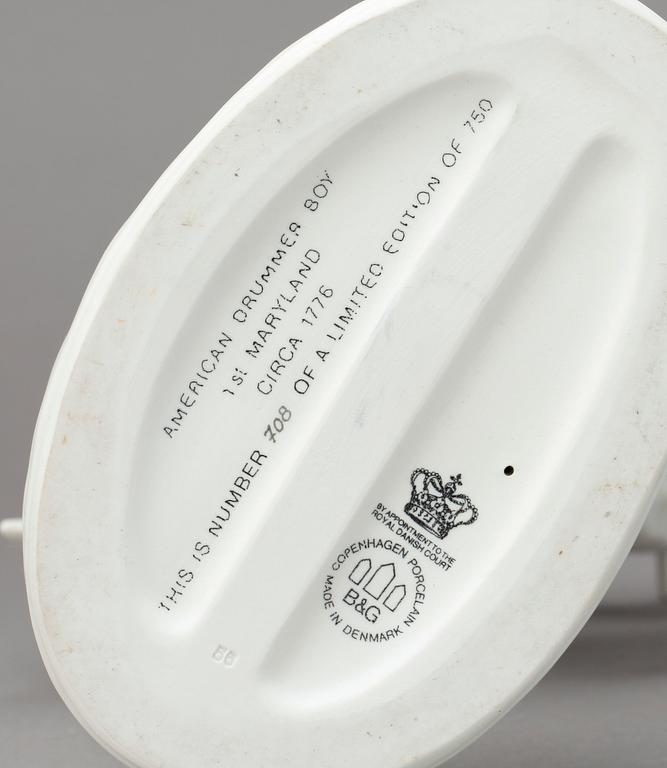 AMERICAN DRUMMER BOY
1st MARYLAND
CIRCA 1776
THIS IS NUMBER 708 OF A LIMITED EDITION OF 750
BY APPOINTMENT TO THE
ROYAL DANISH COURT
COPENHAGEN PORCELAIN
B&G
MADE IN DENMARK